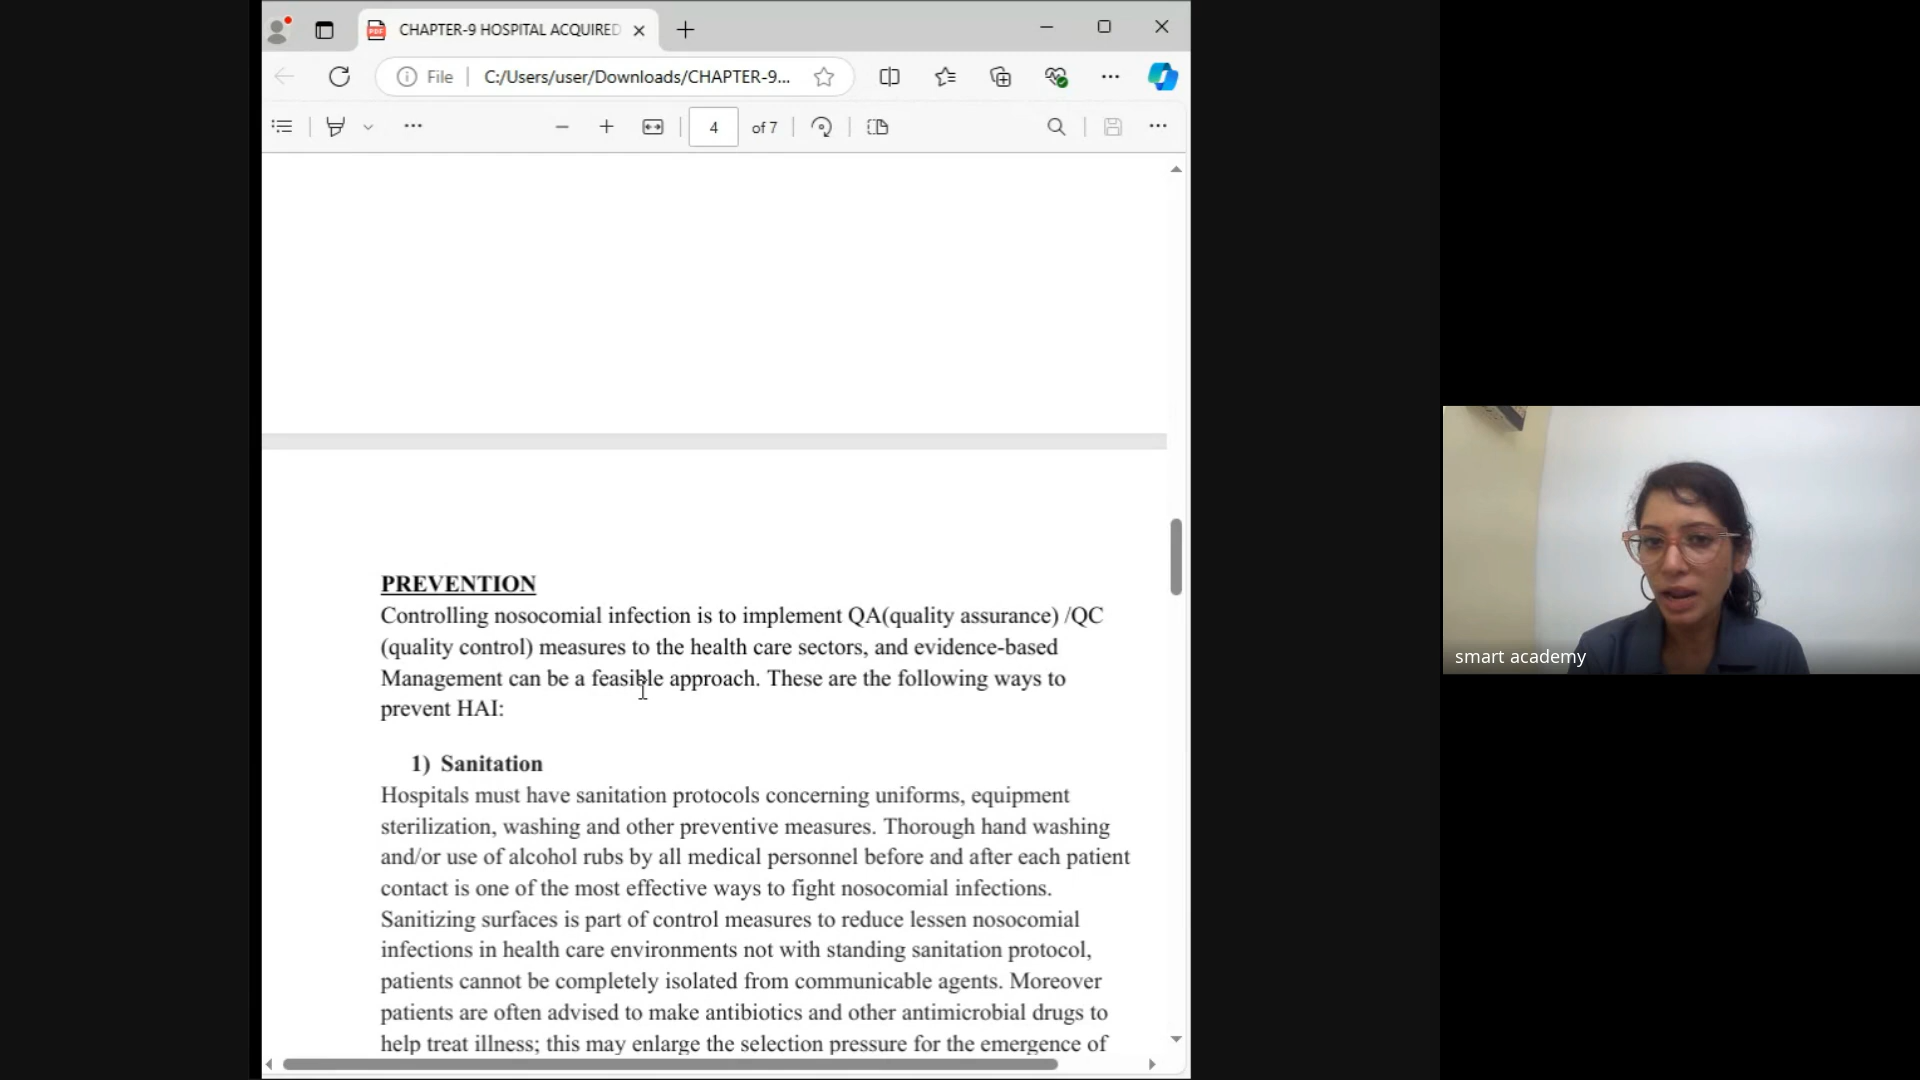 CHAPTER-9 HOSPITAL ACQUIRED
File
C:/Users/user/Downloads/CHAPTER-9...
4 of 7
PREVENTION
Controlling nosocomial infection is to implement QA(quality assurance) /QC
(quality control) measures to the health care sectors, and evidence-based
Management can be a feasible approach. These are the following ways to
prevent HAI:
1) Sanitation
Hospitals must have sanitation protocols concerning uniforms, equipment
sterilization, washing and other preventive measures. Thorough hand washing
and/or use of alcohol rubs by all medical personnel before and after each patient
contact is one of the most effective ways to fight nosocomial infections.
Sanitizing surfaces is part of control measures to reduce lessen nosocomial
infections in health care environments not with standing sanitation protocol,
patients cannot be completely isolated from communicable agents. Moreover
patients are often advised to make antibiotics and other antimicrobial drugs to
help treat illness; this may enlarge the selection pressure for the emergence of
smart academy